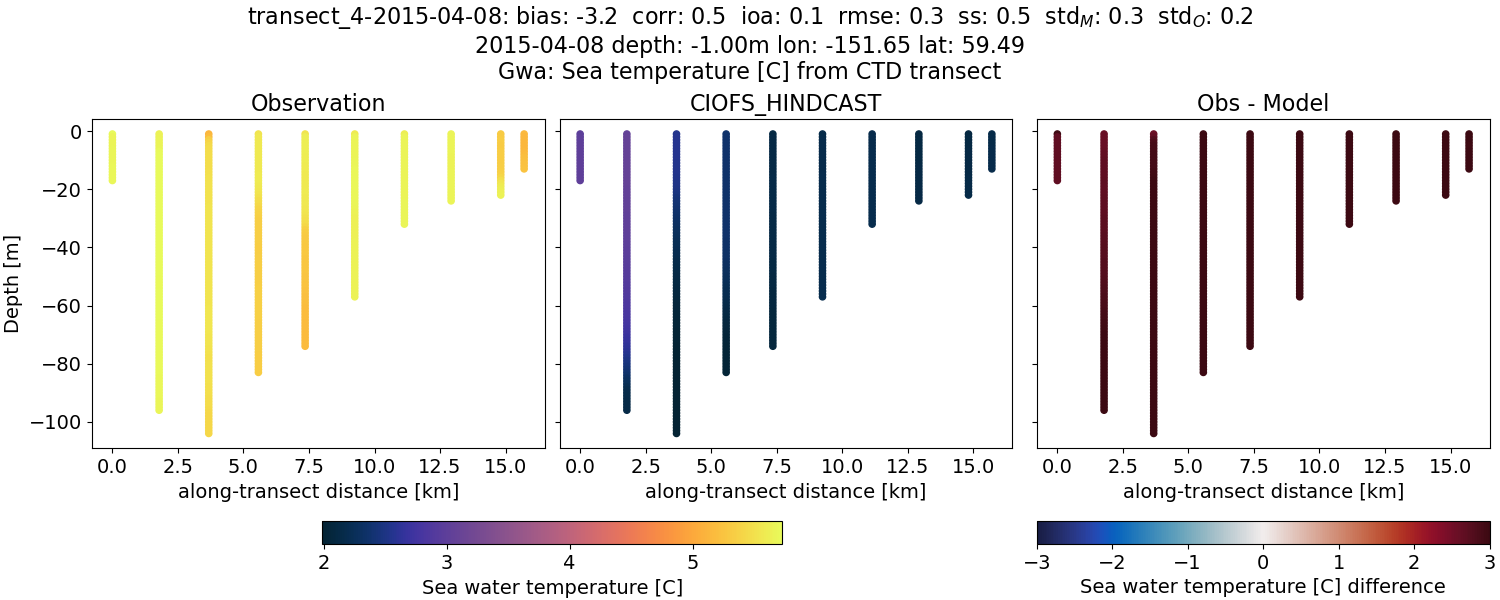 transect_4-2015-04-08: bias: -3.2  corr: 0.5  ioa: 0.1  rmse: 0.3  ss: 0.5  std_M: 0.3  std_O: 0.2
2015-04-08 depth: -1.00m lon: -151.65 lat: 59.49
Gwa: Sea temperature [C] from CTD transect
Observation
CIOFS_HINDCAST
Obs - Model
Depth [m]
0
−20
−40
−60
−80
−100
0.0 2.5 5.0 7.5 10.0 12.5 15.0
along-transect distance [km]
0.0 2.5 5.0 7.5 10.0 12.5 15.0
along-transect distance [km]
0.0 2.5 5.0 7.5 10.0 12.5 15.0
along-transect distance [km]
2 3 4 5
Sea water temperature [C]
−3 −2 −1 0 1 2 3
Sea water temperature [C] difference